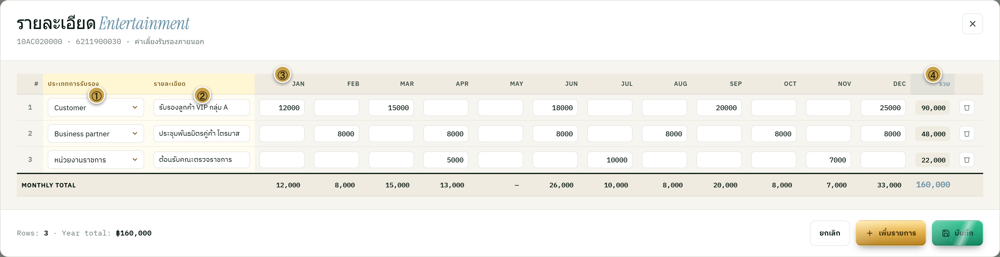 รายละเอียด Entertainment
10AC020000 · 6211900030 · ค่าเลี้ยงรับรองภายนอก
# ประเภทการรับรอง รายละเอียด ③ JAN FEB MAR APR MAY JUN JUL AUG SEP OCT NOV DEC ④ รวม
① ②
1 Customer รับรองลูกค้า VIP กลุ่ม A 12000 15000 18000 20000 25000 90,000
2 Business partner ประชุมพันธมิตรคู่ค้า ไตรมาส 8000 8000 8000 8000 8000 8000 48,000
3 หน่วยงานราชการ ต้อนรับคณะตรวจราชการ 5000 10000 7000 22,000
MONTHLY TOTAL 12,000 8,000 15,000 13,000 — 26,000 10,000 8,000 20,000 8,000 7,000 33,000 160,000
Rows: 3 · Year total: ฿160,000 ยกเลิก + เพิ่มรายการ บันทึก